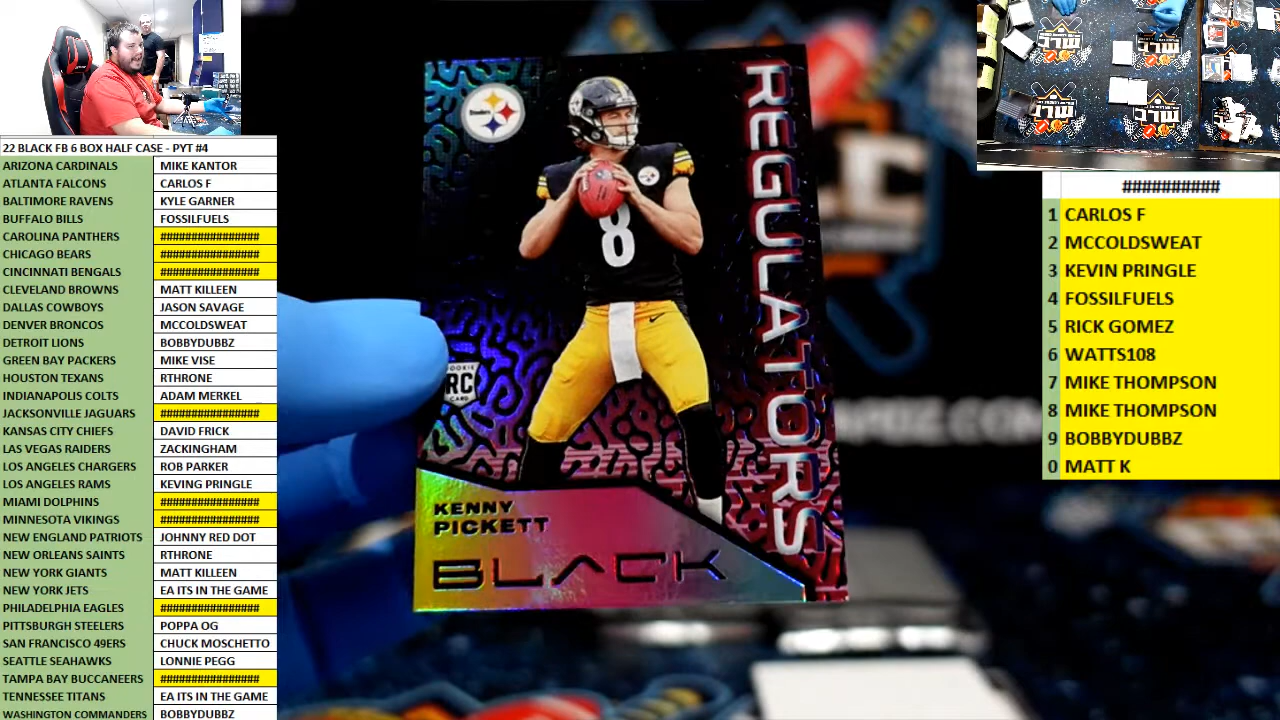 22 BLACK FB 6 BOX HALF CASE - PYT #4
ARIZONA CARDINALS MIKE KANTOR
ATLANTA FALCONS CARLOS F
BALTIMORE RAVENS KYLE GARNER
BUFFALO BILLS FOSSILFUELS
CAROLINA PANTHERS ################
CHICAGO BEARS ################
CINCINNATI BENGALS ################
CLEVELAND BROWNS MATT KILLEEN
DALLAS COWBOYS JASON SAVAGE
DENVER BRONCOS MCCOLDSWEAT
DETROIT LIONS BOBBYDUBBZ
GREEN BAY PACKERS MIKE VISE
HOUSTON TEXANS RTHRONE
INDIANAPOLIS COLTS ADAM MERKEL
JACKSONVILLE JAGUARS ################
KANSAS CITY CHIEFS DAVID FRICK
LAS VEGAS RAIDERS ZACKINGHAM
LOS ANGELES CHARGERS ROB PARKER
LOS ANGELES RAMS KEVING PRINGLE
MIAMI DOLPHINS ################
MINNESOTA VIKINGS ################
NEW ENGLAND PATRIOTS JOHNNY RED DOT
NEW ORLEANS SAINTS RTHRONE
NEW YORK GIANTS MATT KILLEEN
NEW YORK JETS EA ITS IN THE GAME
PHILADELPHIA EAGLES ################
PITTSBURGH STEELERS POPPA OG
SAN FRANCISCO 49ERS CHUCK MOSCHETTO
SEATTLE SEAHAWKS LONNIE PEGG
TAMPA BAY BUCCANEERS ################
TENNESSEE TITANS EA ITS IN THE GAME
WASHINGTON COMMANDERS BOBBYDUBBZ
Steelers
REGULATORS
8
ROOKIE
RC
CARD
KENNY
PICKETT
BLACK
##########
1 CARLOS F
2 MCCOLDSWEAT
3 KEVIN PRINGLE
4 FOSSILFUELS
5 RICK GOMEZ
6 WATTS108
7 MIKE THOMPSON
8 MIKE THOMPSON
9 BOBBYDUBBZ
0 MATT K